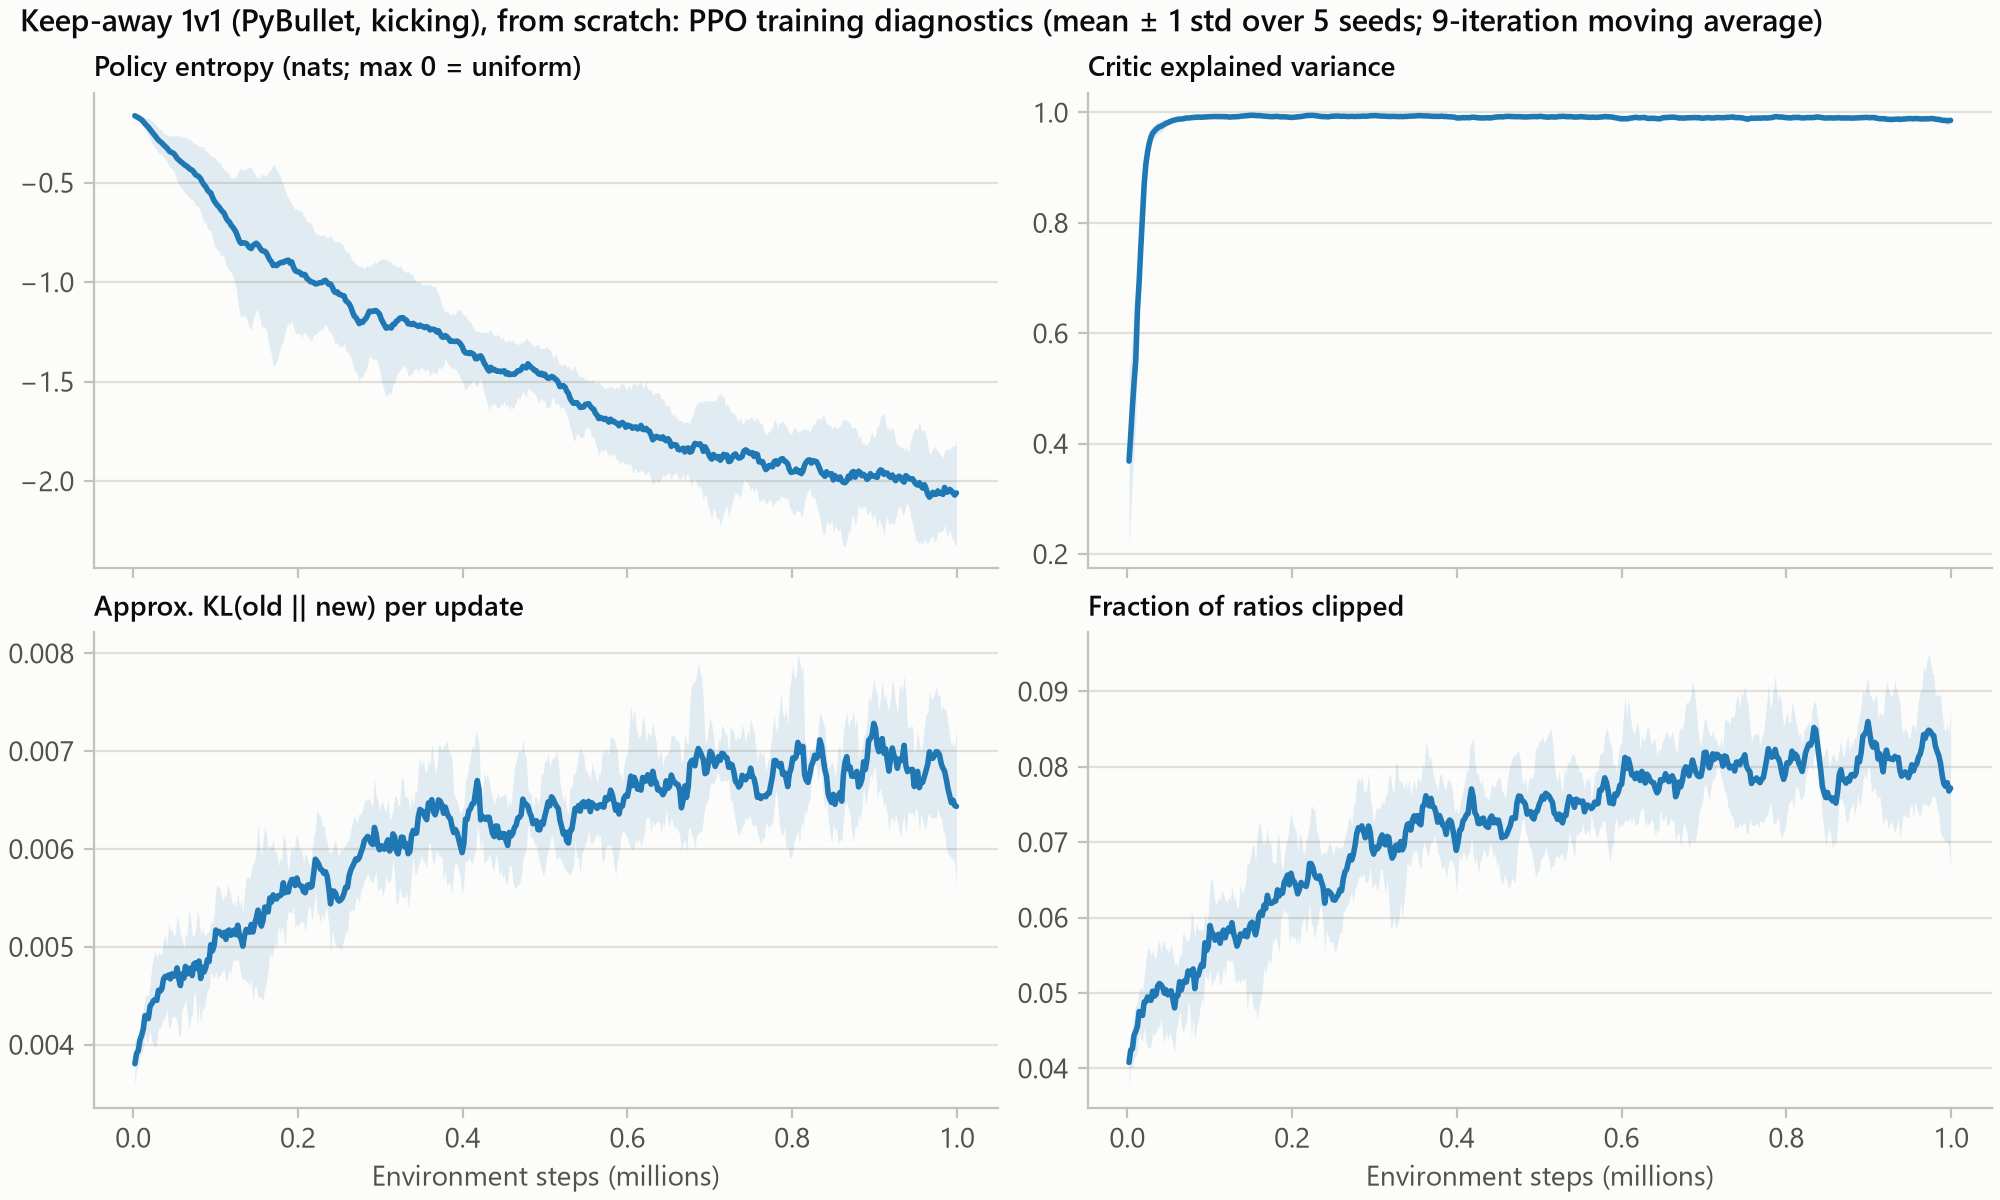 Keep-away 1v1 (PyBullet, kicking), from scratch: PPO training diagnostics (mean ± 1 std over 5 seeds; 9-iteration moving average)
Policy entropy (nats; max 0 = uniform)
−0.5
−1.0
−1.5
−2.0
Critic explained variance
1.0
0.8
0.6
0.4
0.2
Approx. KL(old || new) per update
0.008
0.007
0.006
0.005
0.004
0.0 0.2 0.4 0.6 0.8 1.0
Environment steps (millions)
Fraction of ratios clipped
0.09
0.08
0.07
0.06
0.05
0.04
0.0 0.2 0.4 0.6 0.8 1.0
Environment steps (millions)